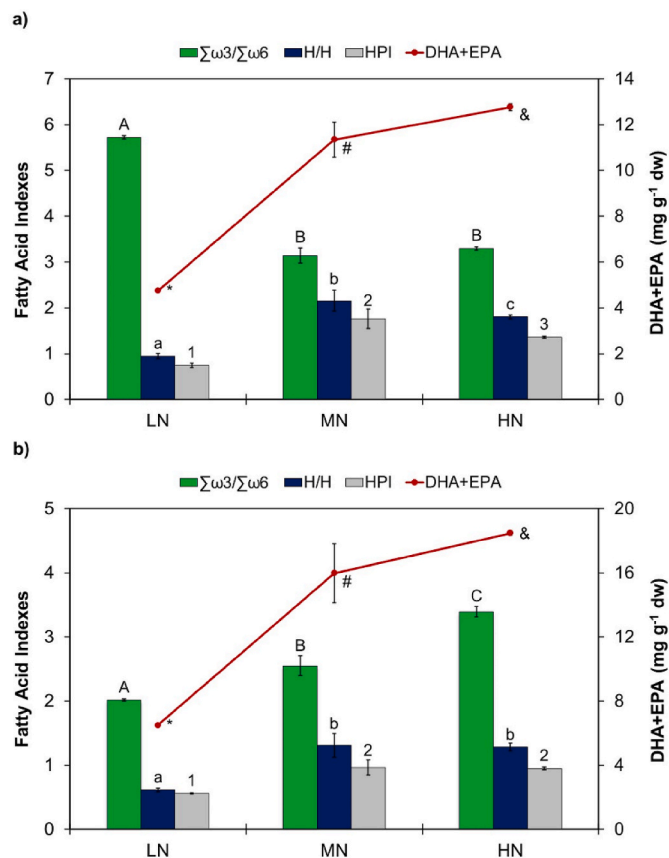 a)
∑ω3/∑ω6 H/H HPI DHA+EPA
7 14
6 12
5 10
4 8
3 6
2 4
1 2
0 0
Fatty Acid Indexes
DHA+EPA (mg g⁻¹ dw)
A B B
a b c
1 2 3
* # &
LN MN HN
b)
∑ω3/∑ω6 H/H HPI DHA+EPA
5 20
4 16
3 12
2 8
1 4
0 0
Fatty Acid Indexes
DHA+EPA (mg g⁻¹ dw)
A B C
a b b
1 2 2
* # &
LN MN HN